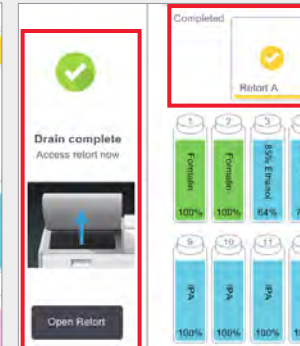 Drain complete
Access retort now
Open Retort
Completed
Retort A
1
2
3
Formalin
Formalin
85% Ethanol
100%
100%
64%
9
10
11
IPA
IPA
IPA
100%
100%
100%